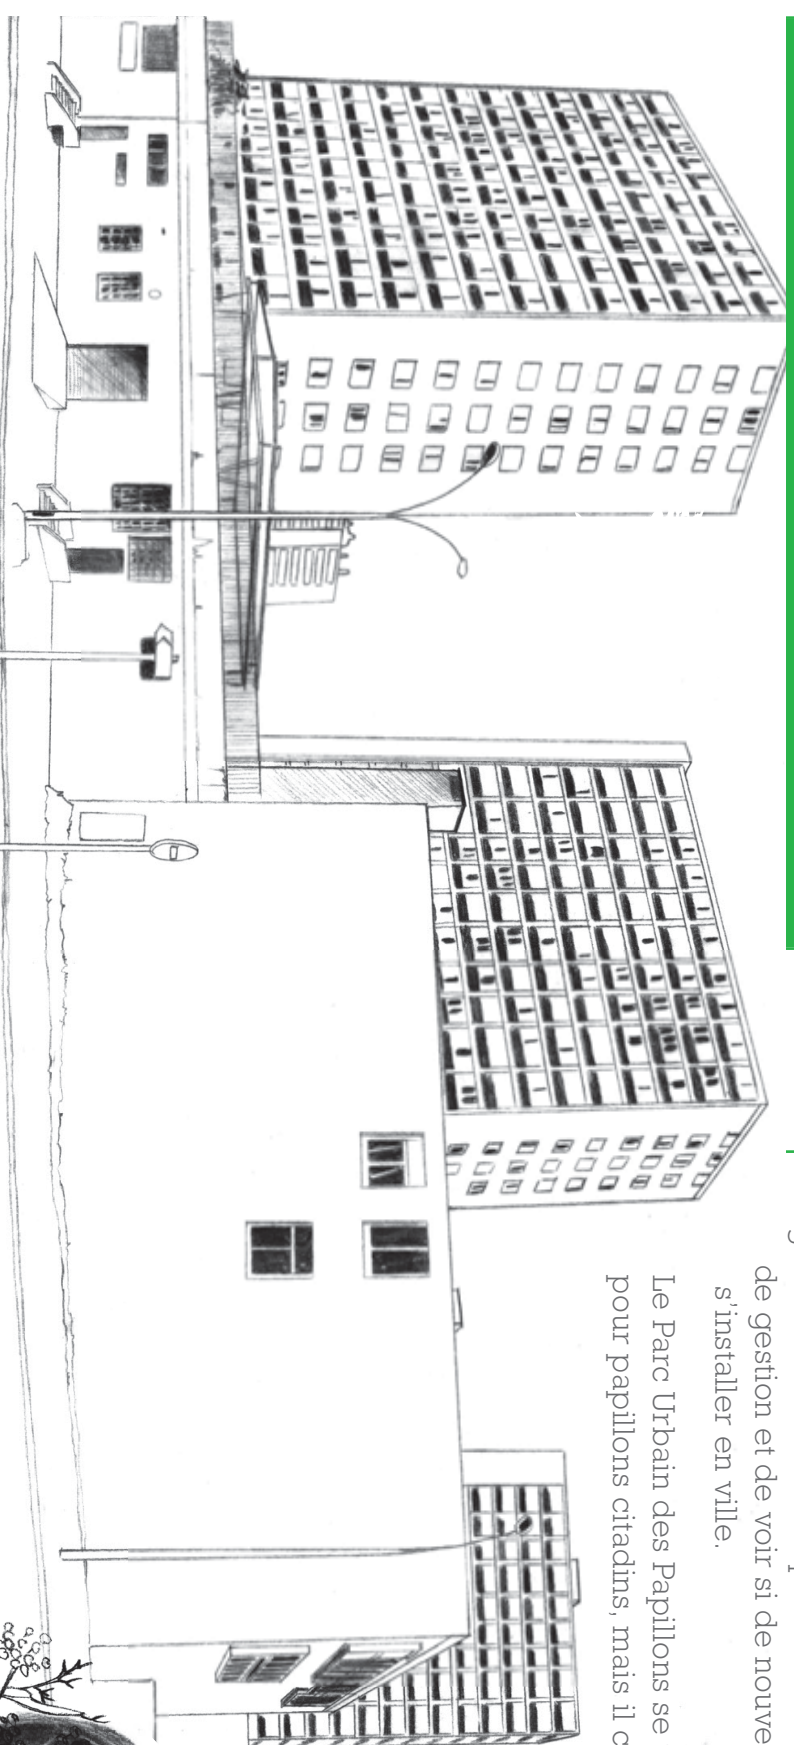 de gestion et de voir si de nouve
s'installer en ville.
Le Parc Urbain des Papillons se
pour papillons citadins, mais il c